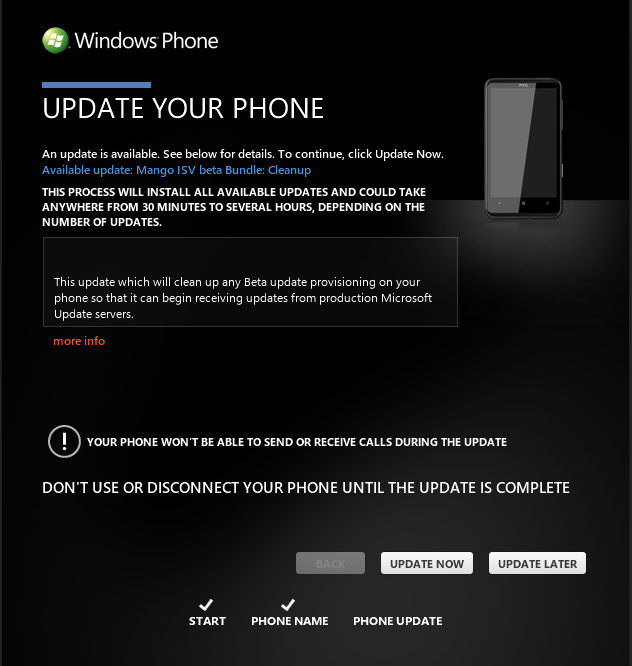 Windows Phone
hTC
UPDATE YOUR PHONE
An update is available. See below for details. To continue, click Update Now.
Available update: Mango ISV beta Bundle: Cleanup
THIS PROCESS WILL INSTALL ALL AVAILABLE UPDATES AND COULD TAKE
ANYWHERE FROM 30 MINUTES TO SEVERAL HOURS, DEPENDING ON THE
NUMBER OF UPDATES.
This update which will clean up any Beta update provisioning on your
phone so that it can begin receiving updates from production Microsoft
Update servers.
more info
YOUR PHONE WON'T BE ABLE TO SEND OR RECEIVE CALLS DURING THE UPDATE
DON'T USE OR DISCONNECT YOUR PHONE UNTIL THE UPDATE IS COMPLETE
BACK UPDATE NOW UPDATE LATER
START PHONE NAME PHONE UPDATE